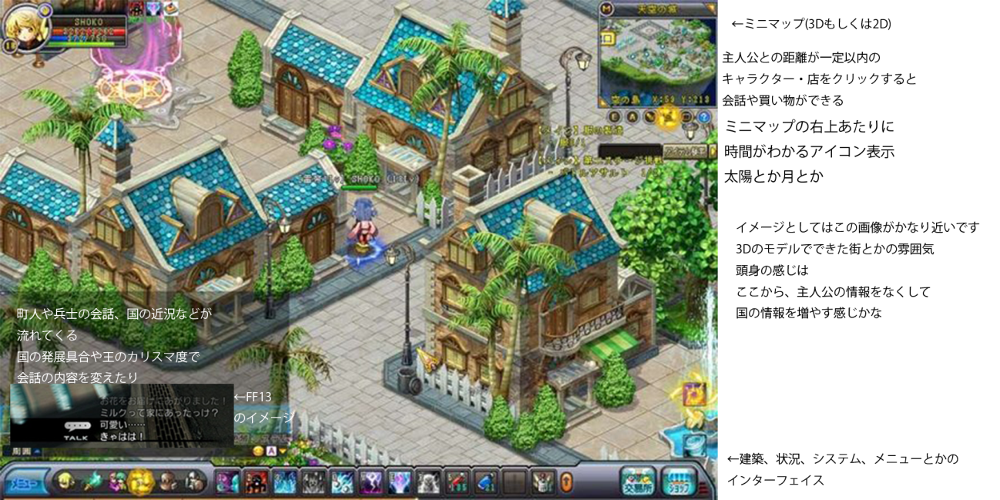 SHOKO
天空の城
←ミニマップ(3Dもしくは2D)
主人公との距離が一定以内の
キャラクター・店をクリックすると
会話や買い物ができる
空の島 X:59 Y:213
ミニマップの右上あたりに
時間がわかるアイコン表示
太陽とか月とか
イメージとしてはこの画像がかなり近いです
3Dのモデルでできた街とかの雰囲気
頭身の感じは
ここから、主人公の情報をなくして
国の情報を増やす感じかな
SHOKO
町人や兵士の会話、国の近況などが
流れてくる
国の発展具合や王のカリスマ度で
会話の内容を変えたり
お花をお届けにあがりました！
ミルクって家にあったっけ？
可愛い……
TALK きゃはは！
←FF13
のイメージ
周囲
A
←建築、状況、システム、メニューとかの
インターフェイス
メニュー
交易所
ショップ